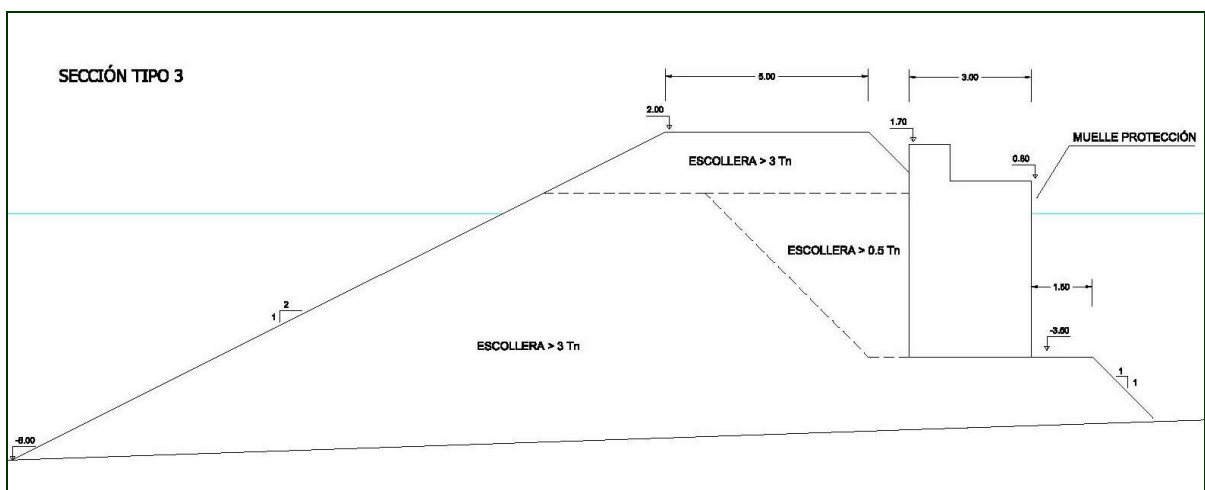 SECCIÓN TIPO 3
5.00
3.00
2.00
1.70
MUELLE PROTECCIÓN
ESCOLLERA > 3 Tn
0.80
ESCOLLERA > 0.5 Tn
1.50
2
1
-3.50
ESCOLLERA > 3 Tn
1
1
-6.00